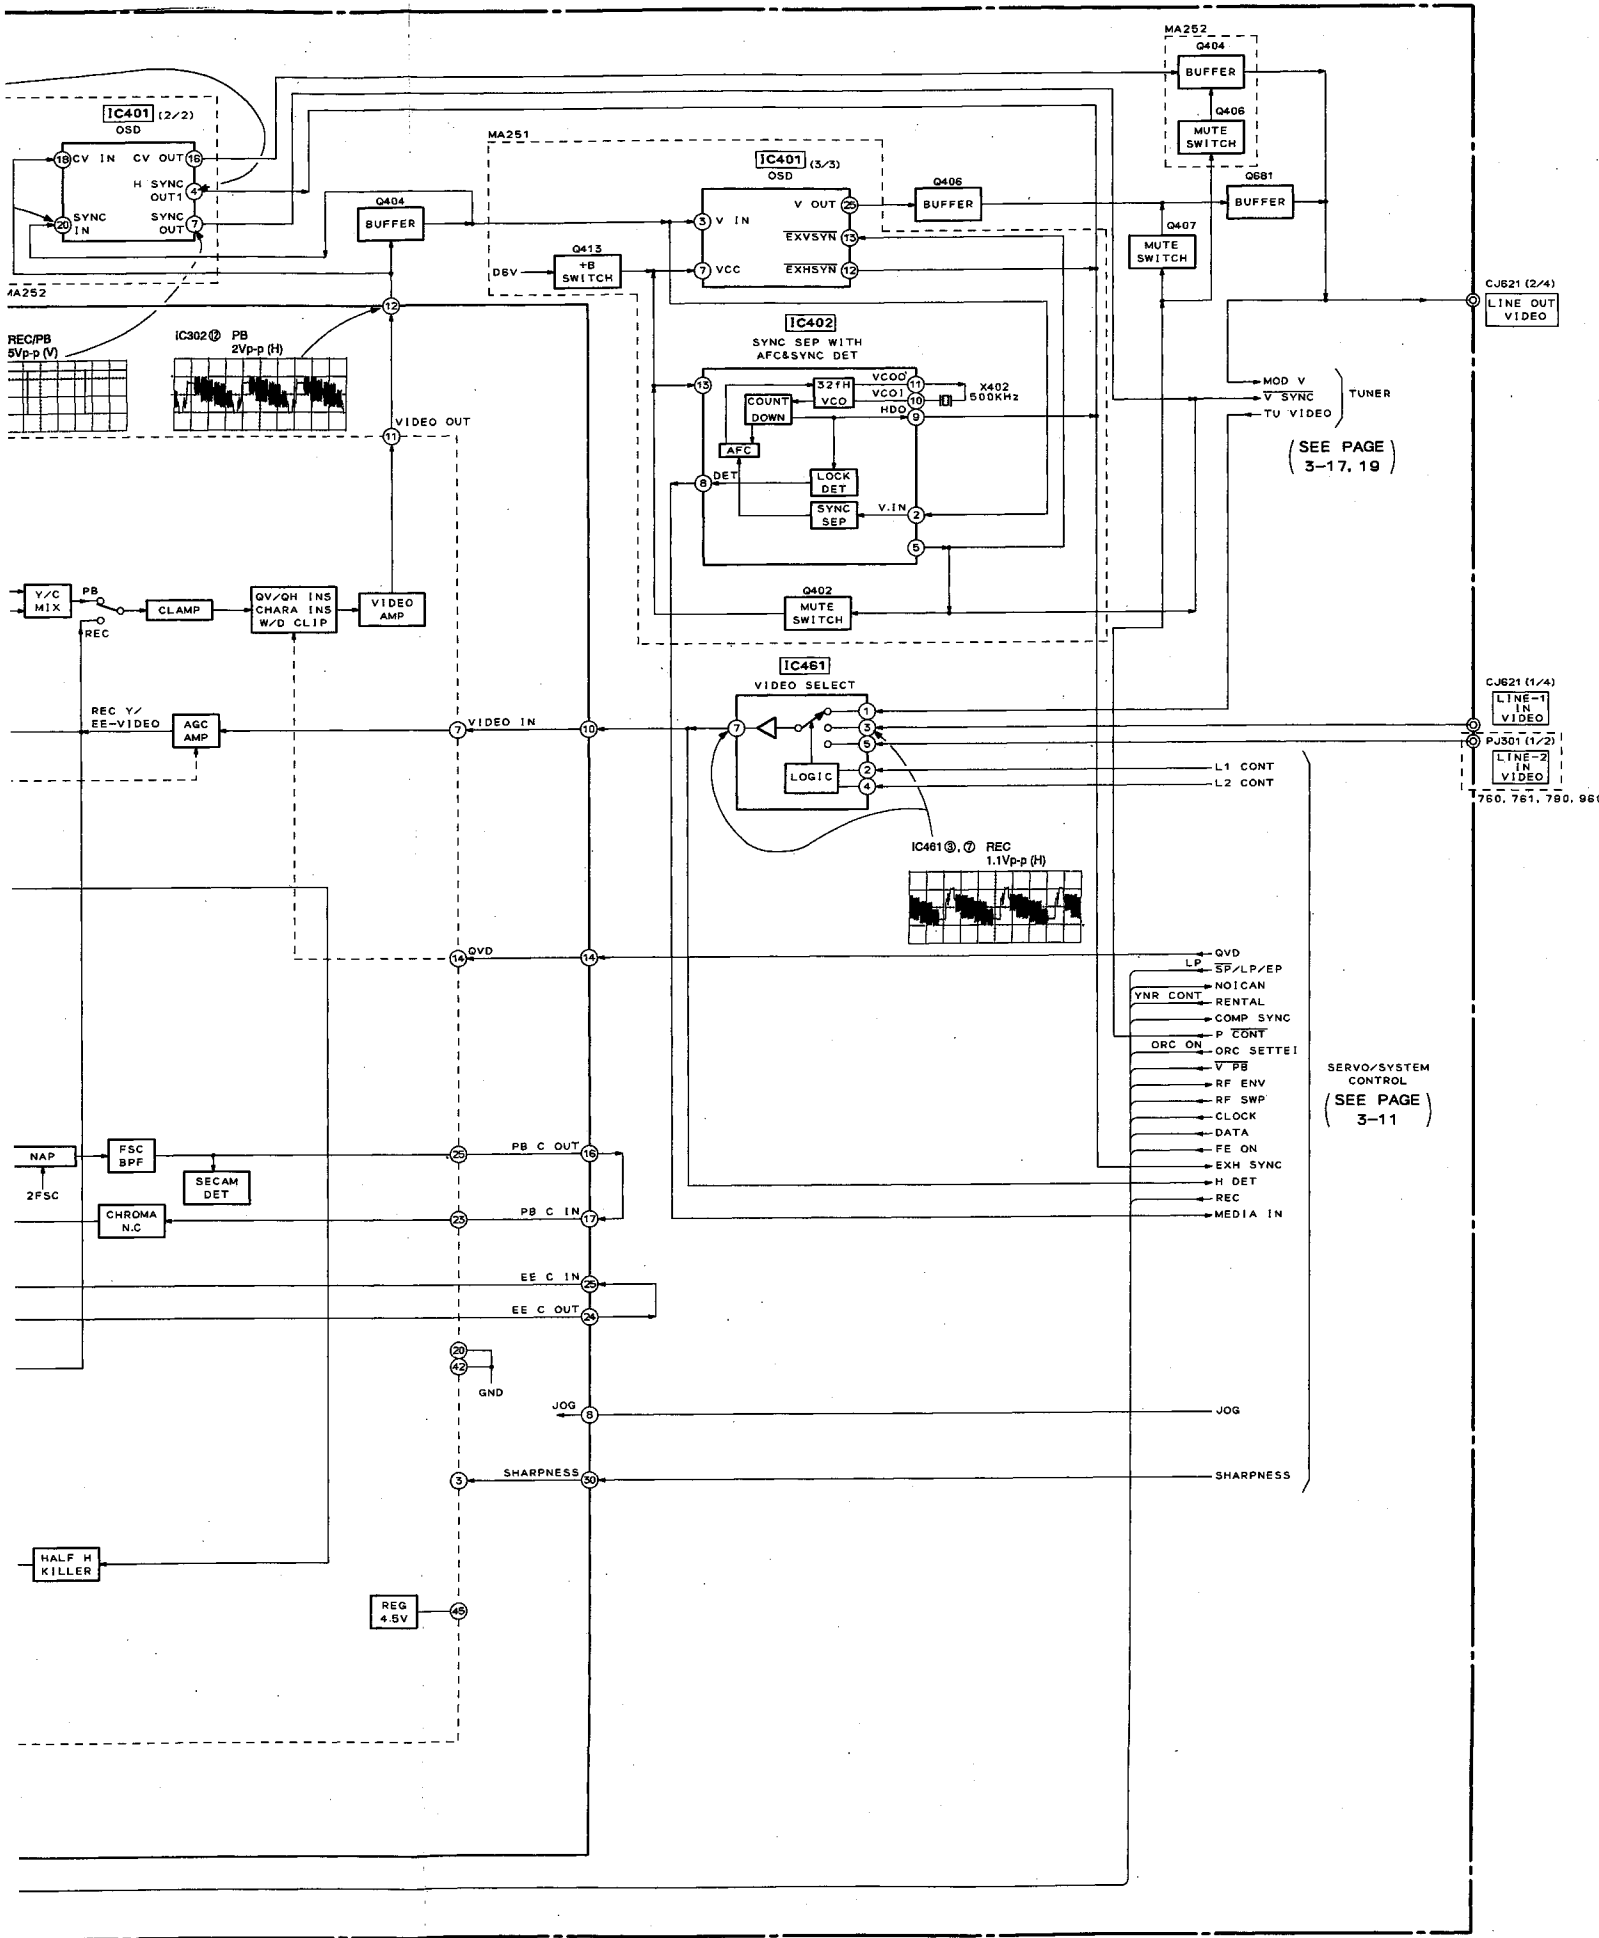 MA252
Q404
BUFFER
Q406
MUTE
SWITCH
IC401 (2/2)
OSD
18 CV IN CV OUT 16
H SYNC
OUT1 4
20 SYNC
IN
SYNC
OUT 7
MA252
Q404
BUFFER
MA251
IC401 (3/3)
OSD
3 V IN
V OUT 25
EXVSYN 13
7 VCC
EXHSYN 12
D6V
Q413
+B
SWITCH
Q406
BUFFER
Q681
BUFFER
Q407
MUTE
SWITCH
CJ621 (2/4)
LINE OUT
VIDEO
REC/PB
5Vp-p (V)
IC302⑫ PB
2Vp-p (H)
12
VIDEO OUT
11
IC402
SYNC SEP WITH
AFC&SYNC DET
13
32fH
VCO
VCOO 11
VCOI 10
HDO 9
X402
500KHz
COUNT
DOWN
AFC
8 DET
LOCK
DET
SYNC
SEP
V.IN 2
5
Q402
MUTE
SWITCH
MOD V
V SYNC
TU VIDEO
TUNER
(SEE PAGE
3-17, 19)
Y/C
MIX
PB
REC
CLAMP
QV/QH INS
CHARA INS
W/D CLIP
VIDEO
AMP
REC Y/
EE-VIDEO
AGC
AMP
7 VIDEO IN 10
IC461
VIDEO SELECT
7
1
3
5
2
4
LOGIC
L1 CONT
L2 CONT
CJ621 (1/4)
LINE-1
IN
VIDEO
PJ301 (1/2)
LINE-2
IN
VIDEO
760, 761, 790, 960
IC461③, ⑦ REC
1.1Vp-p (H)
14 QVD 14
QVD
LP SP/LP/EP
NOICAN
YNR CONT RENTAL
COMP SYNC
P CONT
ORC ON ORC SETTEI
V PB
RF ENV
RF SWP
CLOCK
DATA
FE ON
EXH SYNC
H DET
REC
MEDIA IN
SERVO/SYSTEM
CONTROL
(SEE PAGE
3-11)
NAP
2FSC
FSC
BPF
SECAM
DET
25 PB C OUT 16
CHROMA
N.C
23 PB C IN 17
EE C IN 25
EE C OUT 24
20
42
GND
JOG 8
JOG
3 SHARPNESS 30
SHARPNESS
HALF H
KILLER
REG
4.5V
45